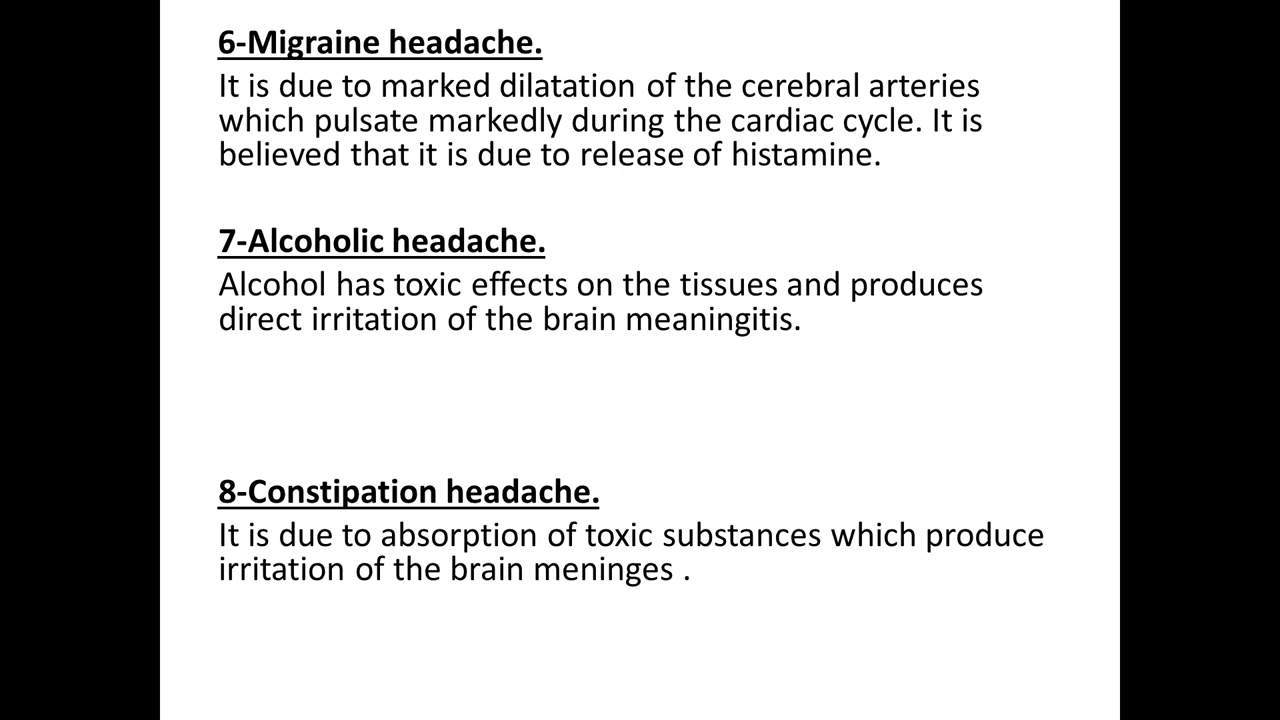 6-Migraine headache.
It is due to marked dilatation of the cerebral arteries
which pulsate markedly during the cardiac cycle. It is
believed that it is due to release of histamine.
7-Alcoholic headache.
Alcohol has toxic effects on the tissues and produces
direct irritation of the brain meaningitis.
8-Constipation headache.
It is due to absorption of toxic substances which produce
irritation of the brain meninges .